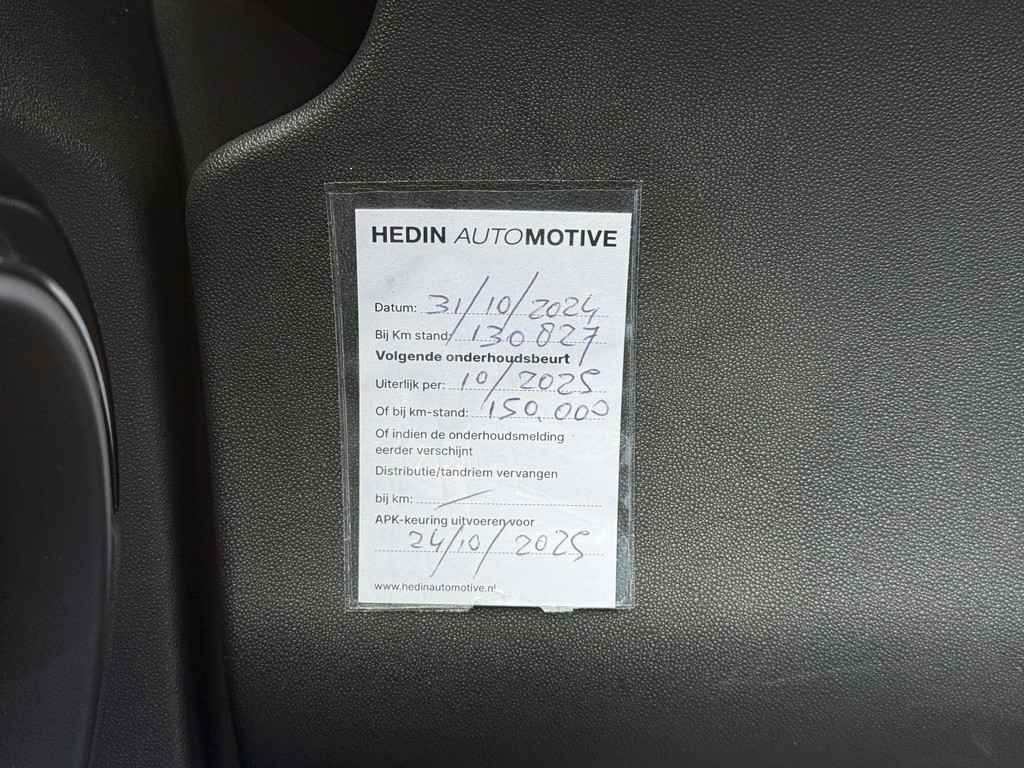 HEDIN AUTOMOTIVE
Datum: 31/10/2024
Bij Km stand: 130827
Volgende onderhoudsbeurt
Uiterlijk per: 10/2025
Of bij km-stand: 150.000
Of indien de onderhoudsmelding
eerder verschijnt
Distributie/tandriem vervangen
bij km:
APK-keuring uitvoeren voor
24/10/2025
www.hedinautomotive.nl